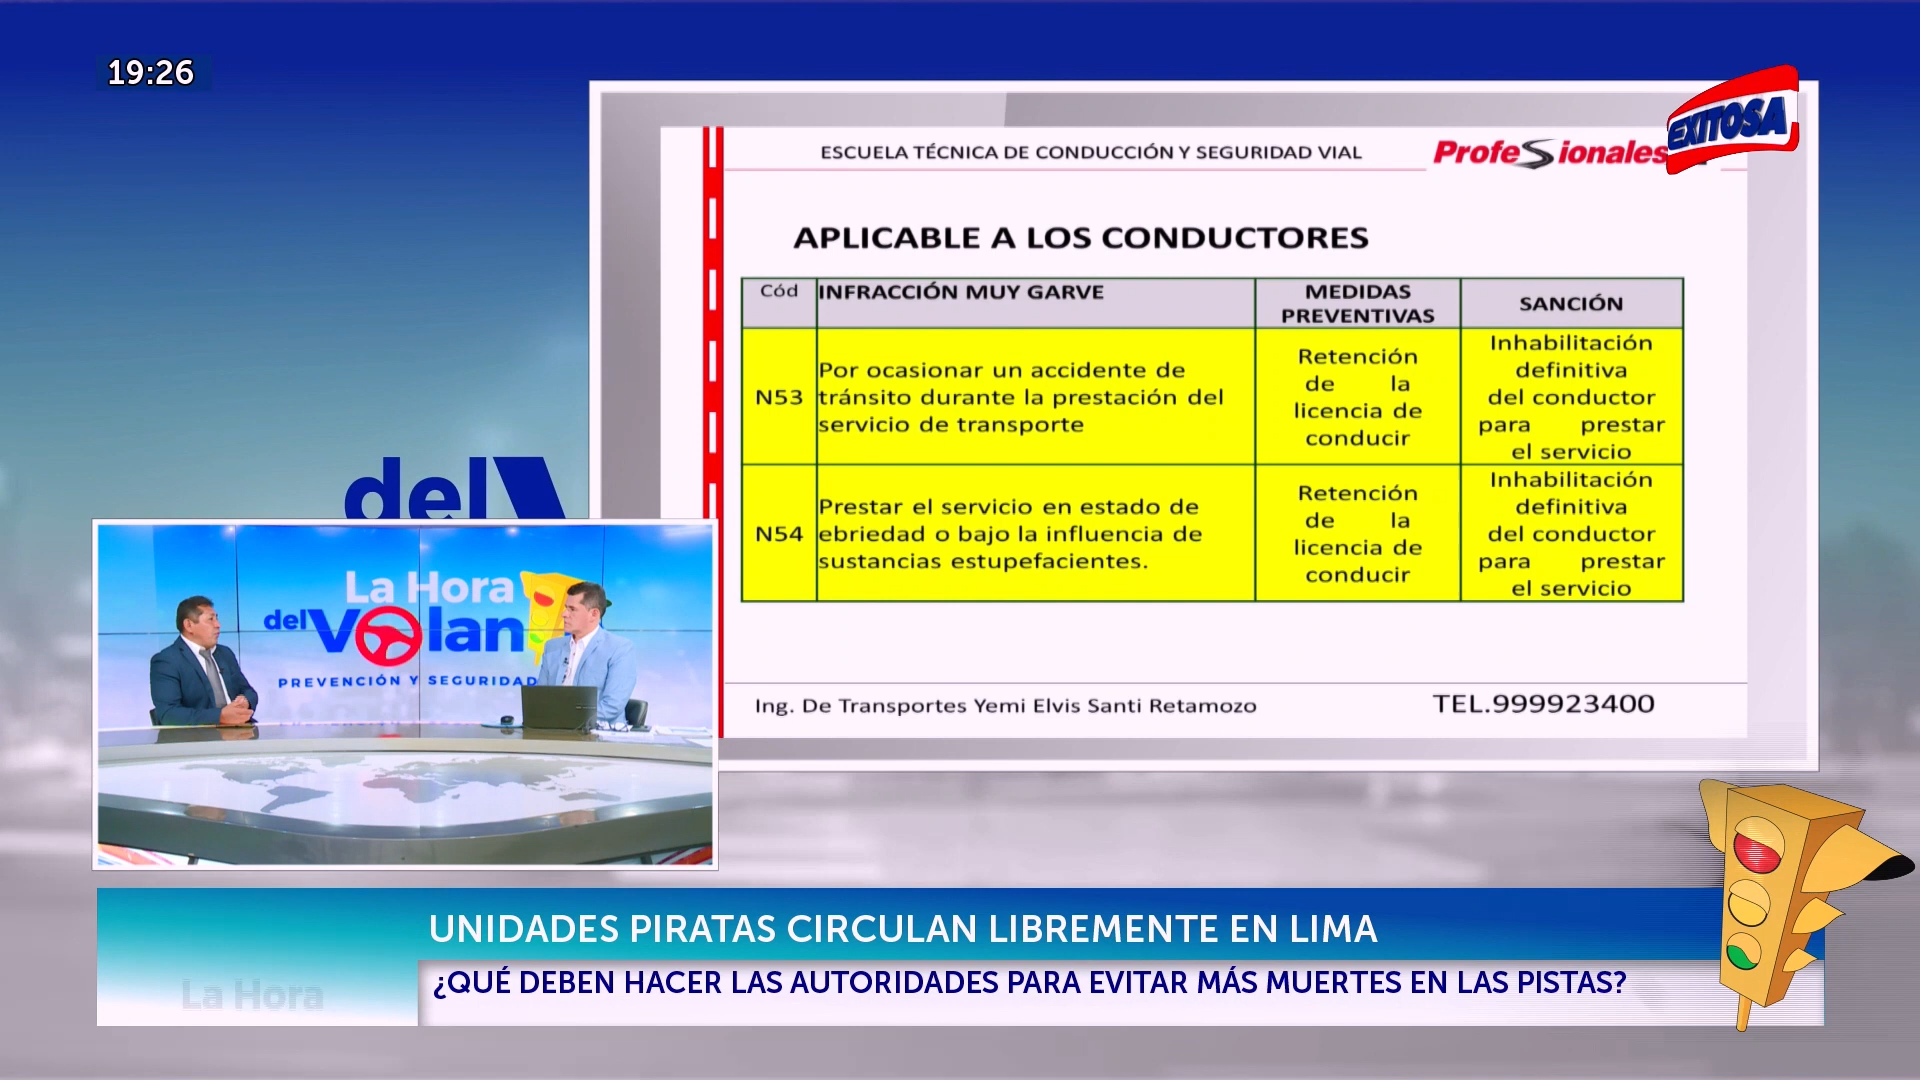 19:26
EXITOSA
ESCUELA TÉCNICA DE CONDUCCIÓN Y SEGURIDAD VIAL
ProfeSionales
APLICABLE A LOS CONDUCTORES
Cód
INFRACCIÓN MUY GARVE
MEDIDAS
PREVENTIVAS
SANCIÓN
N53
Por ocasionar un accidente de
tránsito durante la prestación del
servicio de transporte
Retención
de la
licencia de
conducir
Inhabilitación
definitiva
del conductor
para prestar
el servicio
N54
Prestar el servicio en estado de
ebriedad o bajo la influencia de
sustancias estupefacientes.
Retención
de la
licencia de
conducir
Inhabilitación
definitiva
del conductor
para prestar
el servicio
Ing. De Transportes Yemi Elvis Santi Retamozo
TEL.999923400
del V
La Hora
del Volan
PREVENCIÓN Y SEGURIDAD
UNIDADES PIRATAS CIRCULAN LIBREMENTE EN LIMA
¿QUÉ DEBEN HACER LAS AUTORIDADES PARA EVITAR MÁS MUERTES EN LAS PISTAS?
La Hora